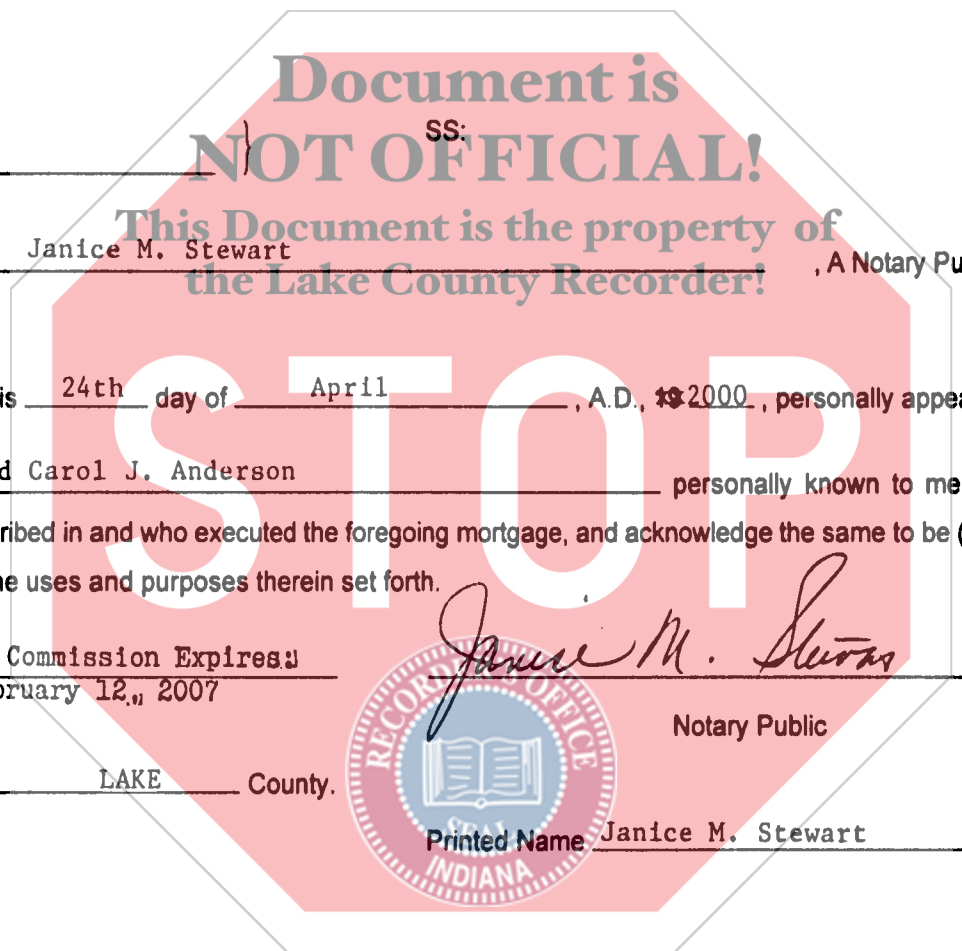 Document is
SS:
NOT OFFICIAL!
This Document is the property of
Janice M. Stewart , A Notary Pu
the Lake County Recorder!
is 24th day of April , A.D., 2000 , personally appea
STOP
d Carol J. Anderson personally known to me
ribed in and who executed the foregoing mortgage, and acknowledge the same to be (
e uses and purposes therein set forth.
Commission Expires:
Janice M.
oruary 12, 2007
RECORDER'S OFFICE
Notary Public
LAKE County.
SEAL
Printed Name Janice M. Stewart
INDIANA